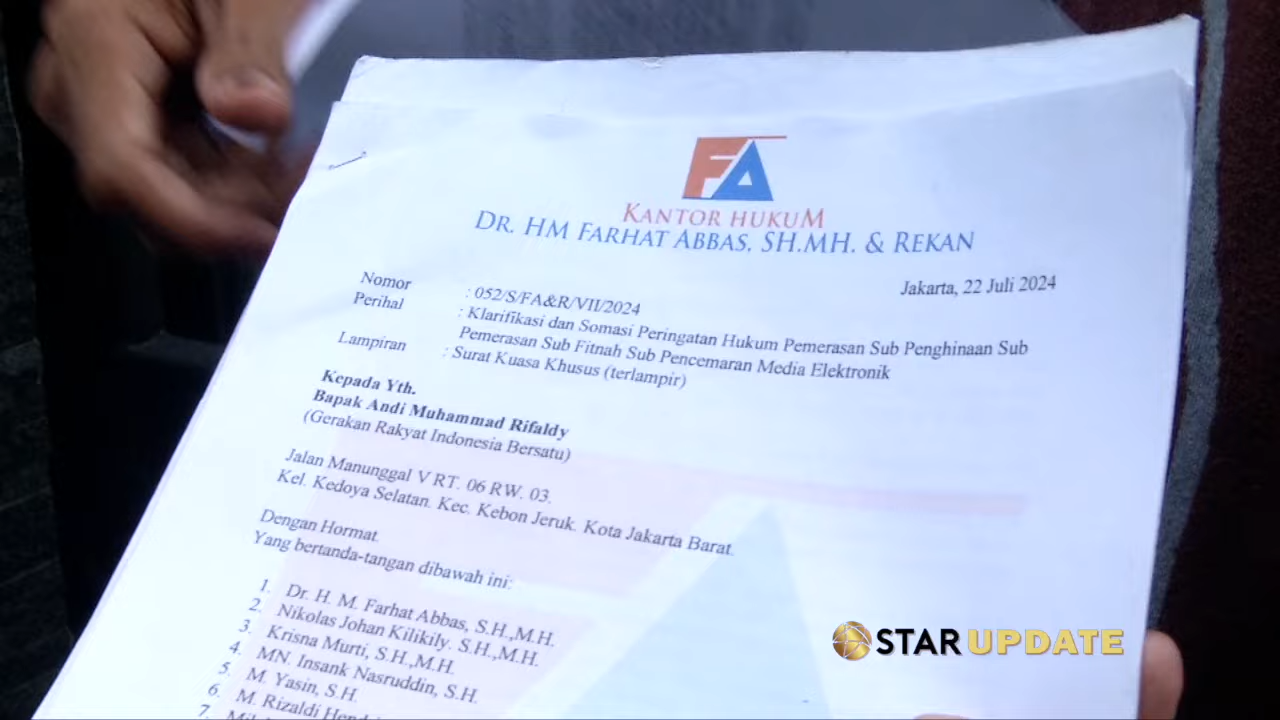 FA
KANTOR HUKUM
DR. HM FARHAT ABBAS, SH.MH. & REKAN
Jakarta, 22 Juli 2024
Nomor : 052/S/FA&R/VII/2024
Perihal : Klarifikasi dan Somasi Peringatan Hukum Pemerasan Sub Penghinaan Sub
Pemerasan Sub Fitnah Sub Pencemaran Media Elektronik
Lampiran : Surat Kuasa Khusus (terlampir)
Kepada Yth.
Bapak Andi Muhammad Rifaldy
(Gerakan Rakyat Indonesia Bersatu)
Jalan Manunggal V RT. 06 RW. 03.
Kel. Kedoya Selatan. Kec. Kebon Jeruk. Kota Jakarta Barat.
Dengan Hormat.
Yang bertanda-tangan dibawah ini:
1. Dr. H. M. Farhat Abbas, S.H.,M.H.
2. Nikolas Johan Kilikily. S.H.,M.H.
3. Krisna Murti, S.H.,M.H.
4. MN. Insank Nasruddin, S.H.
5. M. Yasin, S.H.
6. M. Rizaldi
7.
STAR UPDATE